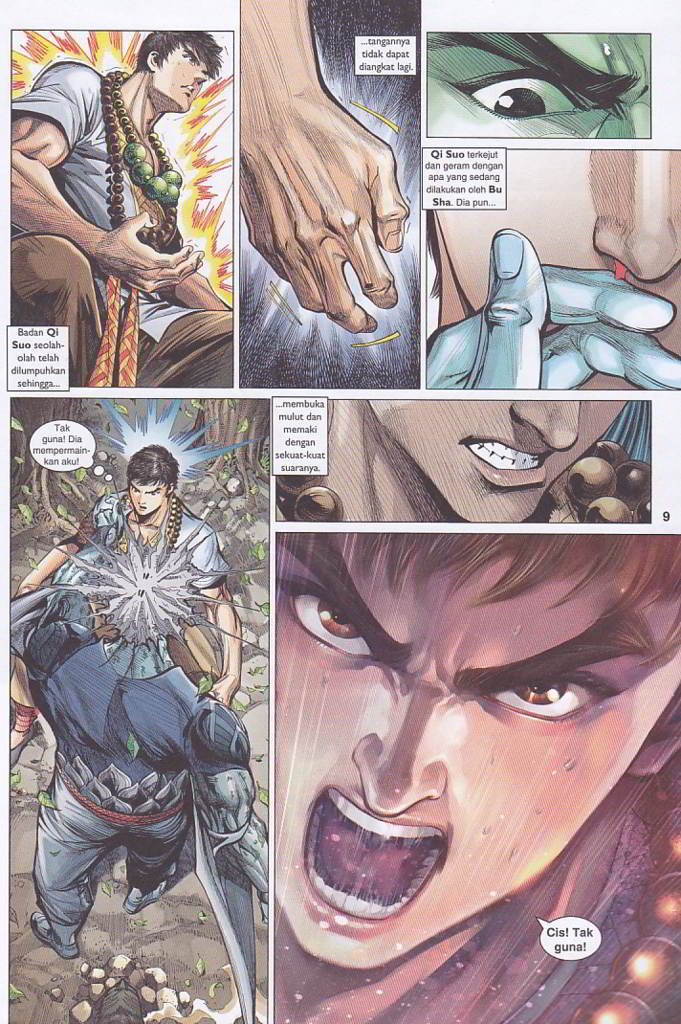 Badan Qi
Suo seolah-
olah telah
dilumpuhkan
sehingga...
...tangannya
tidak dapat
diangkat lagi.
Qi Suo terkejut
dan geram dengan
apa yang sedang
dilakukan oleh Bu
Sha. Dia pun...
Tak
guna! Dia
mempermain-
kan aku!
...membuka
mulut dan
memaki
dengan
sekuat-kuat
suaranya.
9
Cis! Tak
guna!